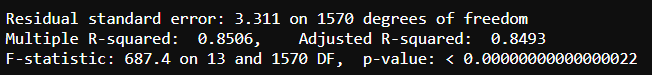 Residual standard error: 3.311 on 1570 degrees of freedom
Multiple R-squared:  0.8506,	Adjusted R-squared:  0.8493
F-statistic: 687.4 on 13 and 1570 DF,  p-value: < 0.00000000000000022